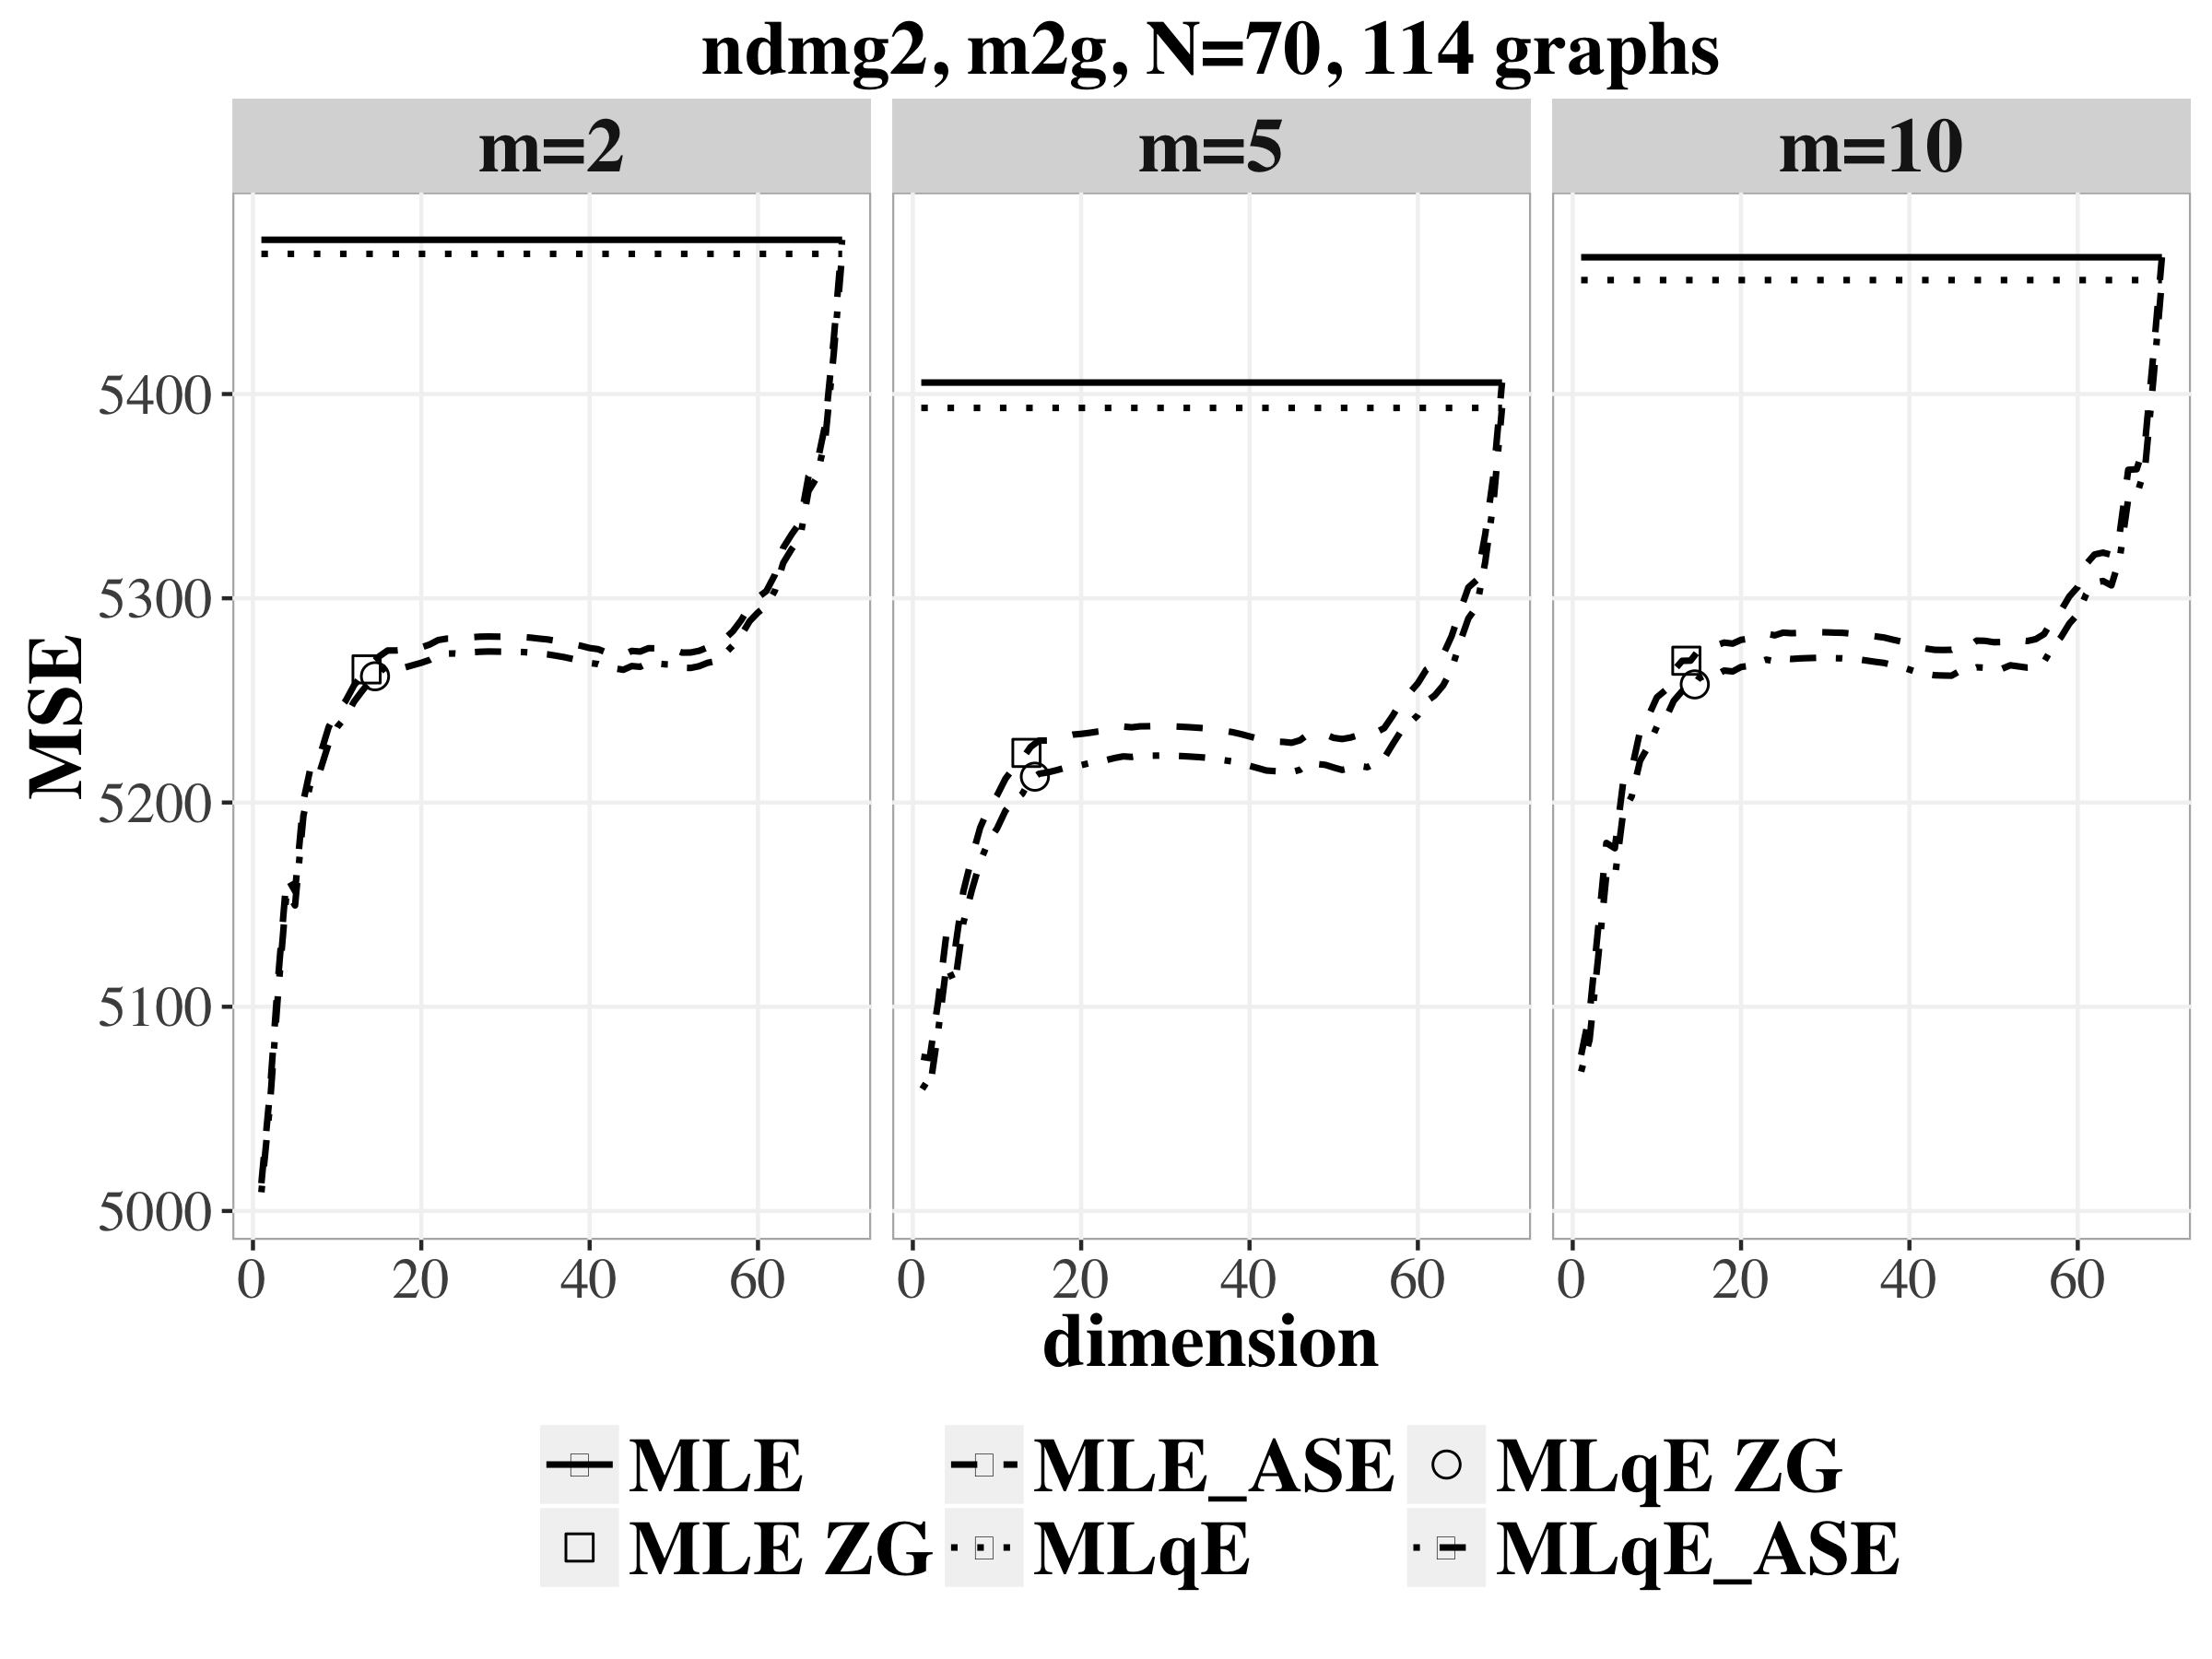 ndmg2, m2g, N=70, 114 graphs
m=2 m=5 m=10
MSE
5400
5300
5200
5100
5000
0 20 40 60 0 20 40 60 0 20 40 60
dimension
MLE MLE_ASE MLqE ZG
MLE ZG MLqE MLqE_ASE